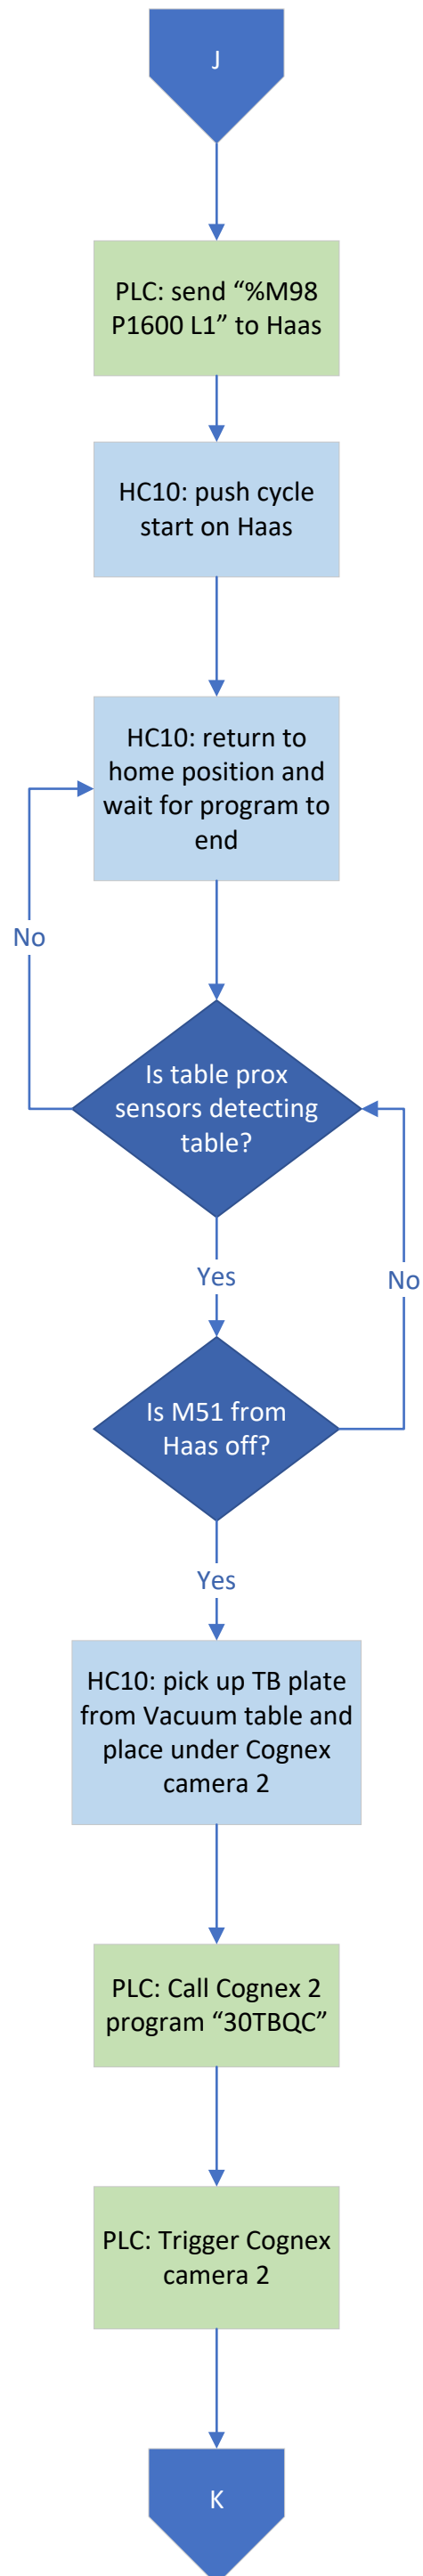 J
PLC: send “%M98
P1600 L1” to Haas
HC10: push cycle
start on Haas
HC10: return to
home position and
wait for program to
end
No
Is table prox
sensors detecting
table?
Yes
No
Is M51 from
Haas off?
Yes
HC10: pick up TB plate
from Vacuum table and
place under Cognex
camera 2
PLC: Call Cognex 2
program “30TBQC”
PLC: Trigger Cognex
camera 2
K